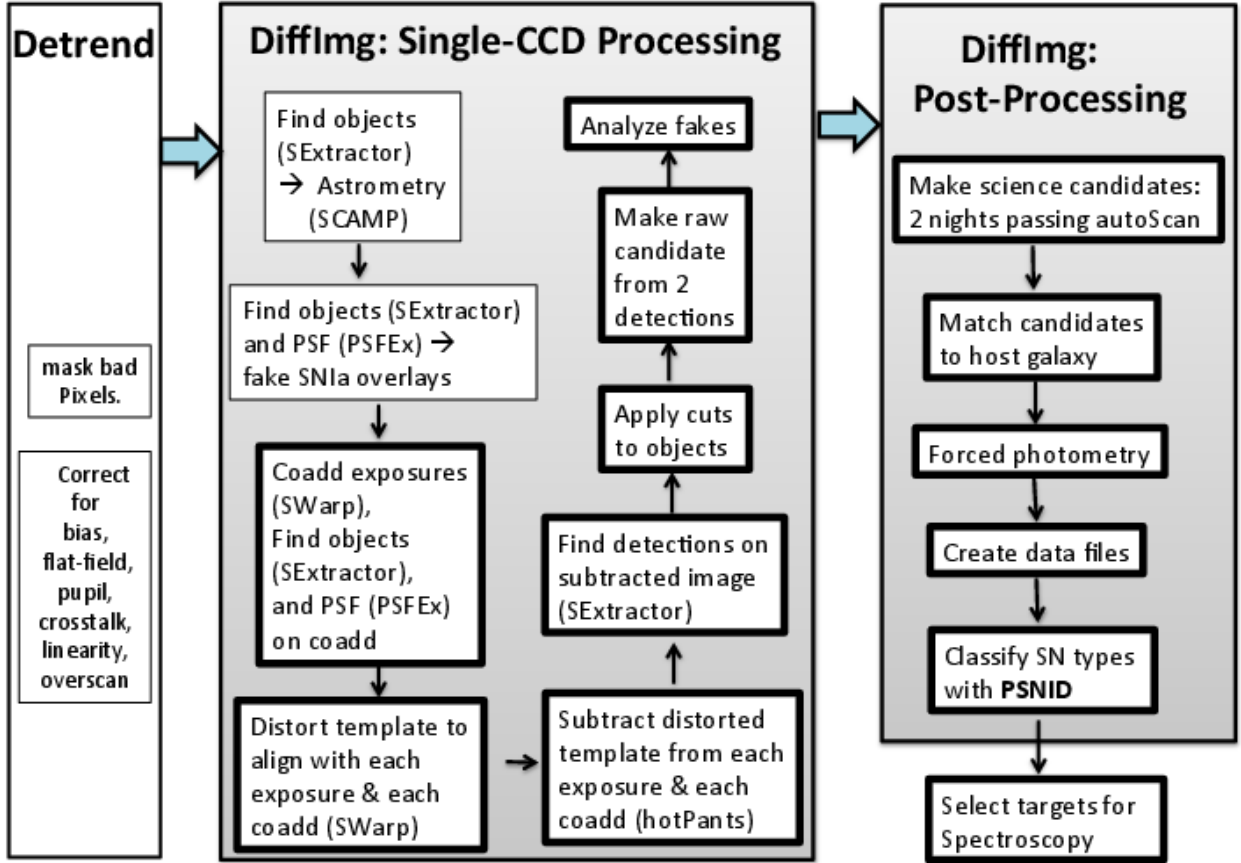 Detrend
mask bad
Pixels.
Correct
for
bias,
flat-field,
pupil,
crosstalk,
linearity,
overscan
DiffImg: Single-CCD Processing
Find objects
(SExtractor)
→ Astrometry
(SCAMP)
Find objects (SExtractor)
and PSF (PSFEx) →
fake SNIa overlays
Coadd exposures
(SWarp),
Find objects
(SExtractor),
and PSF (PSFEx)
on coadd
Distort template to
align with each
exposure & each
coadd (SWarp)
Subtract distorted
template from each
exposure & each
coadd (hotPants)
Find detections on
subtracted image
(SExtractor)
Apply cuts
to objects
Make raw
candidate
from 2
detections
Analyze fakes
DiffImg:
Post-Processing
Make science candidates:
2 nights passing autoScan
Match candidates
to host galaxy
Forced photometry
Create data files
Classify SN types
with PSNID
Select targets for
Spectroscopy